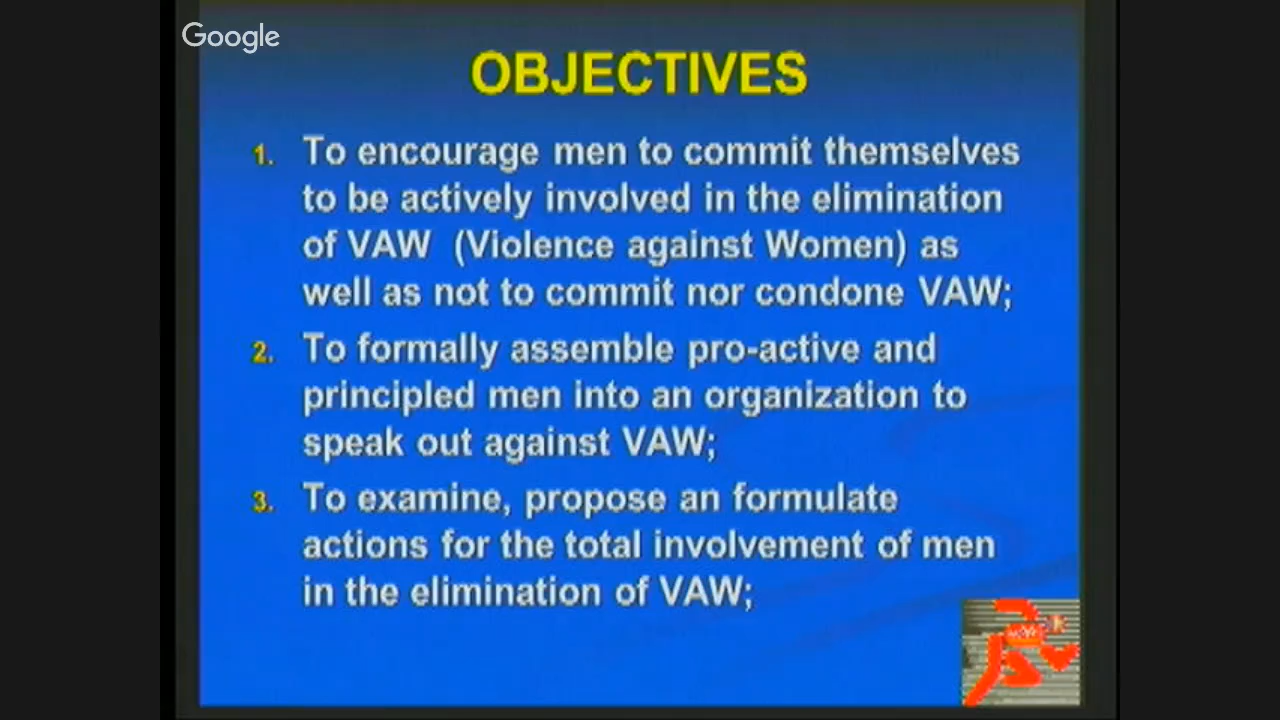 Google
OBJECTIVES
1. To encourage men to commit themselves
to be actively involved in the elimination
of VAW (Violence against Women) as
well as not to commit nor condone VAW;
2. To formally assemble pro-active and
principled men into an organization to
speak out against VAW;
3. To examine, propose an formulate
actions for the total involvement of men
in the elimination of VAW;